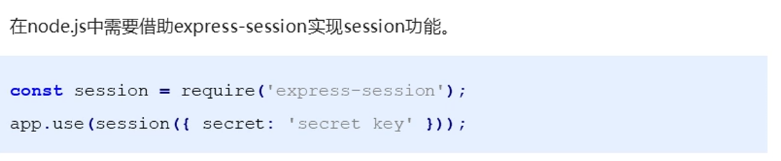 在node.js中需要借助express-session实现session功能。
const session = require('express-session');
app.use(session({ secret: 'secret key' }));